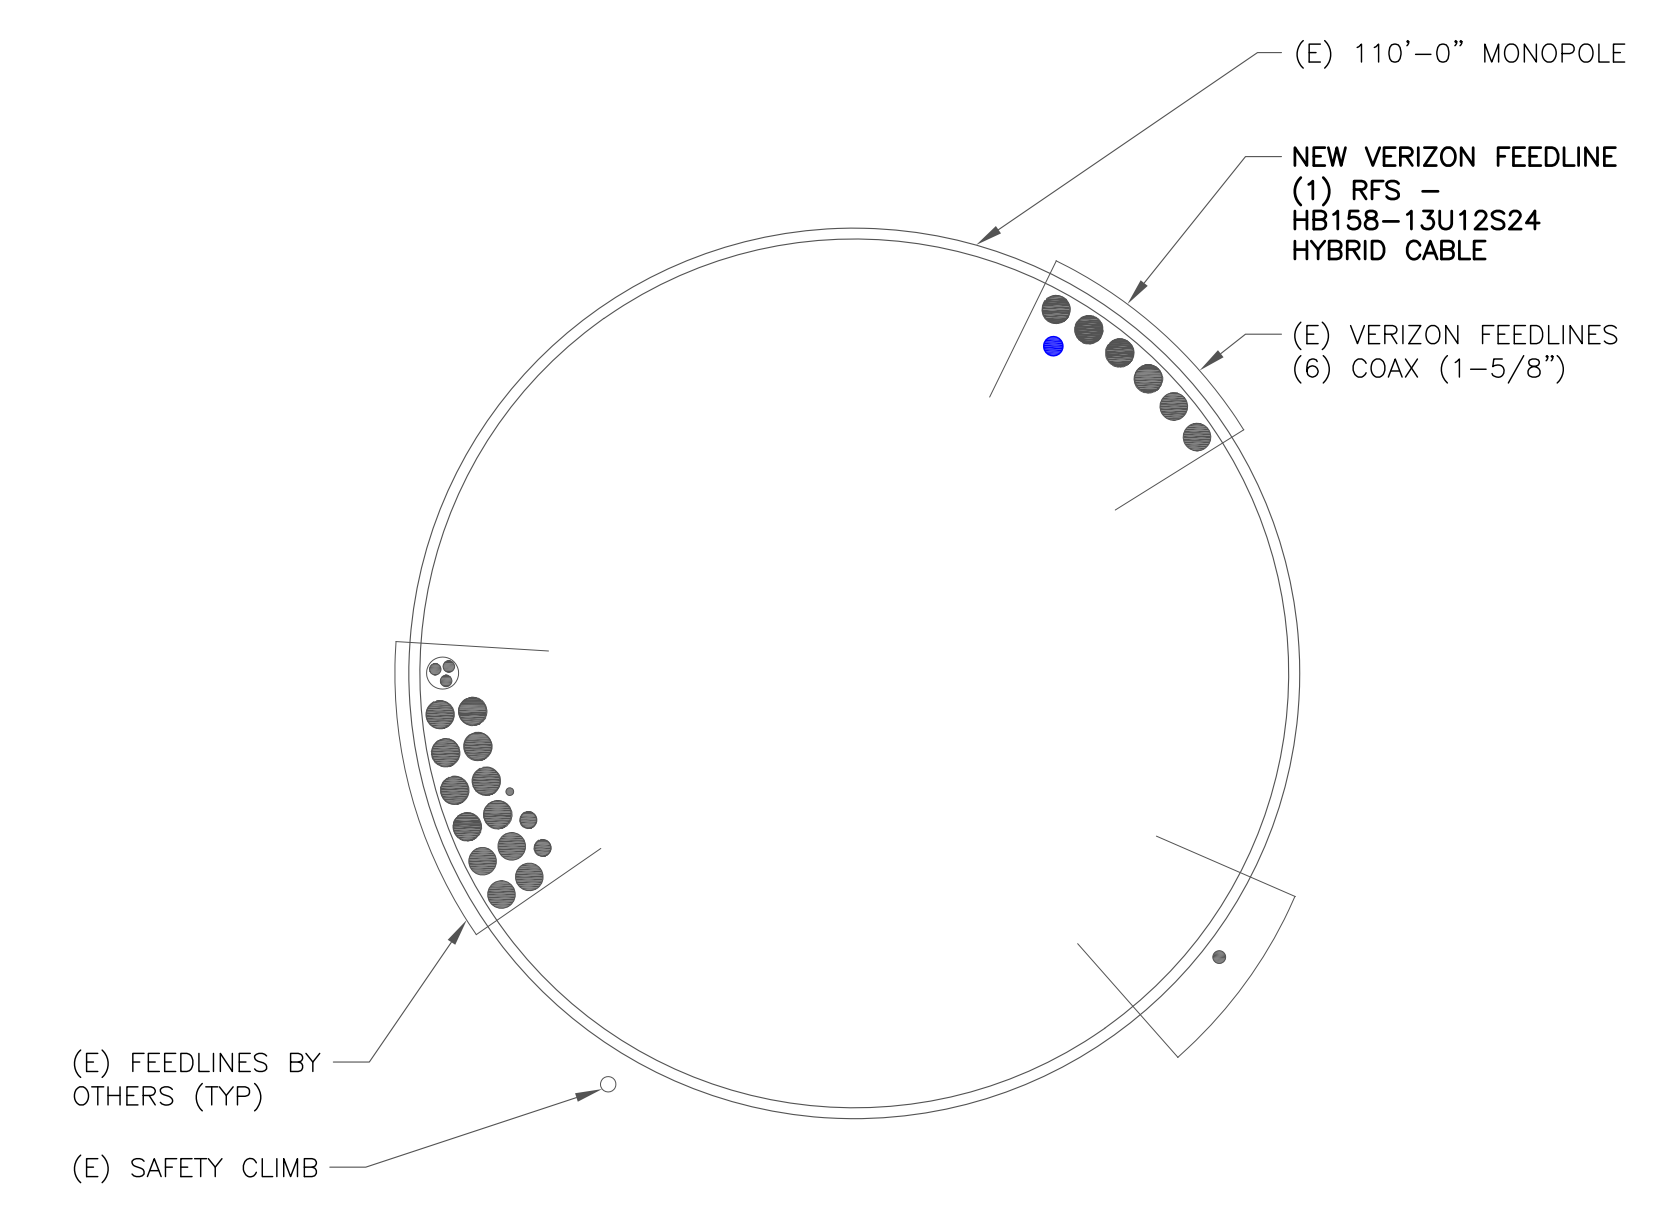 (E) 110'-0" MONOPOLE
NEW VERIZON FEEDLINE
(1) RFS -
HB158-13U12S24
HYBRID CABLE
(E) VERIZON FEEDLINES
(6) COAX (1-5/8")
(E) FEEDLINES BY
OTHERS (TYP)
(E) SAFETY CLIMB